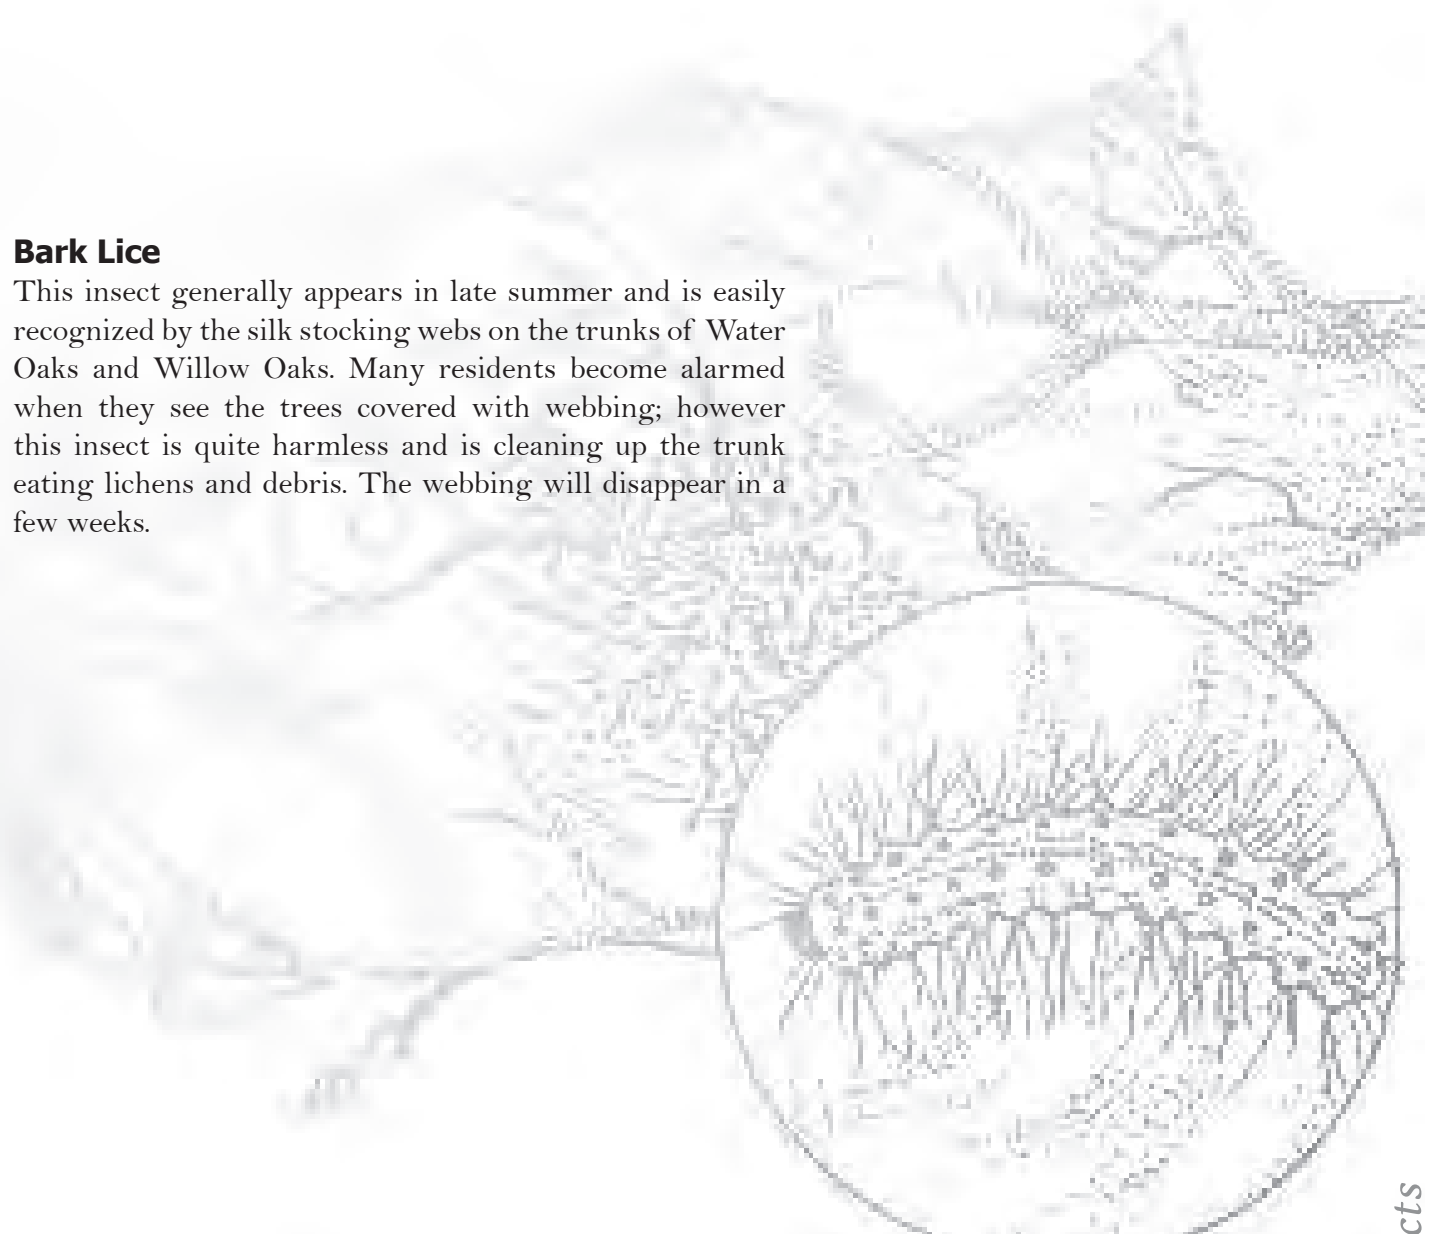 Bark Lice
This insect generally appears in late summer and is easily
recognized by the silk stocking webs on the trunks of Water
Oaks and Willow Oaks. Many residents become alarmed
when they see the trees covered with webbing; however
this insect is quite harmless and is cleaning up the trunk
eating lichens and debris. The webbing will disappear in a
few weeks.
cts